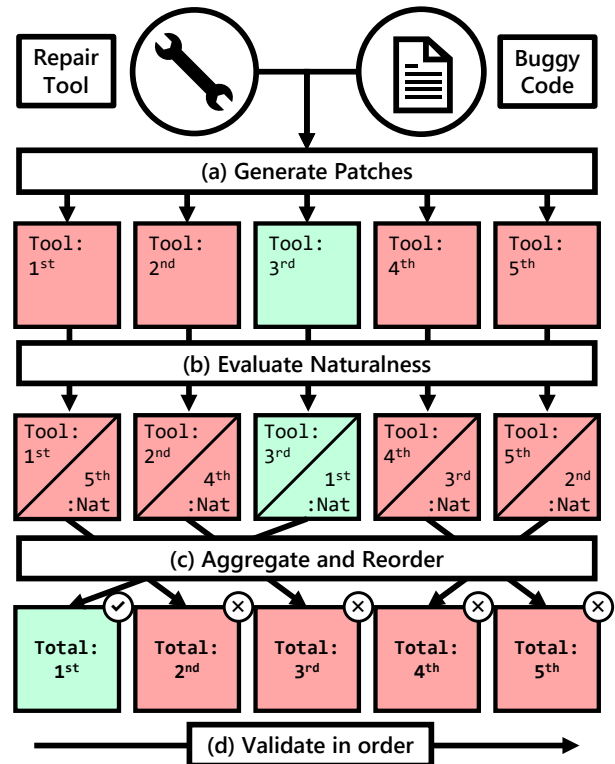 Repair
Tool
Buggy
Code
(a) Generate Patches
Tool:
1st
Tool:
2nd
Tool:
3rd
Tool:
4th
Tool:
5th
(b) Evaluate Naturalness
Tool:
1st
5th
:Nat
Tool:
2nd
4th
:Nat
Tool:
3rd
1st
:Nat
Tool:
4th
3rd
:Nat
Tool:
5th
2nd
:Nat
(c) Aggregate and Reorder
Total:
1st
Total:
2nd
Total:
3rd
Total:
4th
Total:
5th
(d) Validate in order